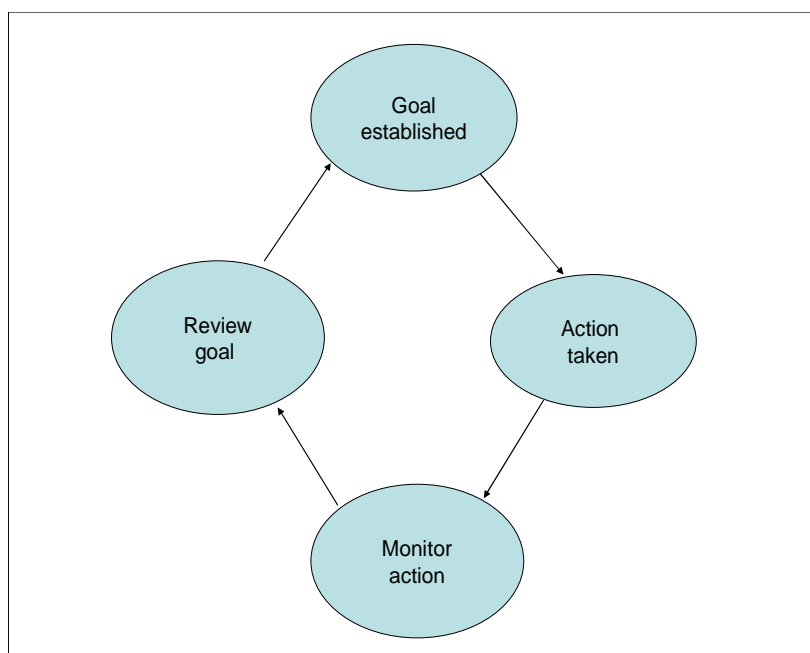 Goal
established
Action
taken
Monitor
action
Review
goal